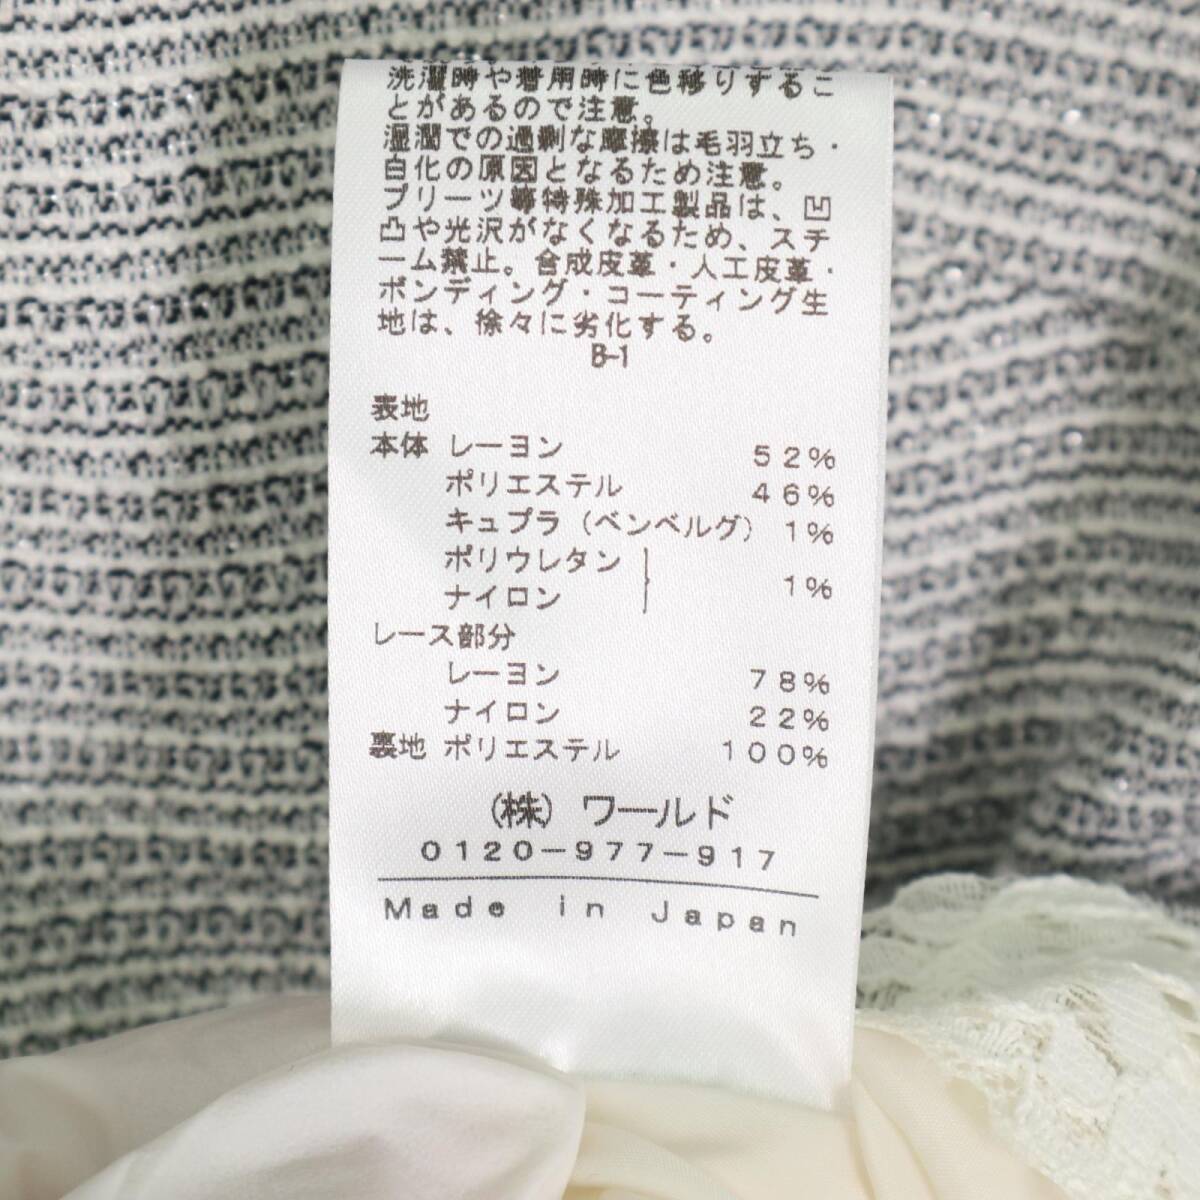 洗濯時や着用時に色移りするこ
とがあるので注意。
湿潤での過剰な摩擦は毛羽立ち・
白化の原因となるため注意。
プリーツ等特殊加工製品は、凹
凸や光沢がなくなるため、スチ
ーム禁止。合成皮革・人工皮革・
ボンディング・コーティング生
地は、徐々に劣化する。
B-1
表地
本体 レーヨン 52%
ポリエステル 46%
キュプラ(ベンベルグ) 1%
ポリウレタン
ナイロン 1%
レース部分
レーヨン 78%
ナイロン 22%
裏地 ポリエステル 100%
(株) ワールド
0120-977-917
Made in Japan